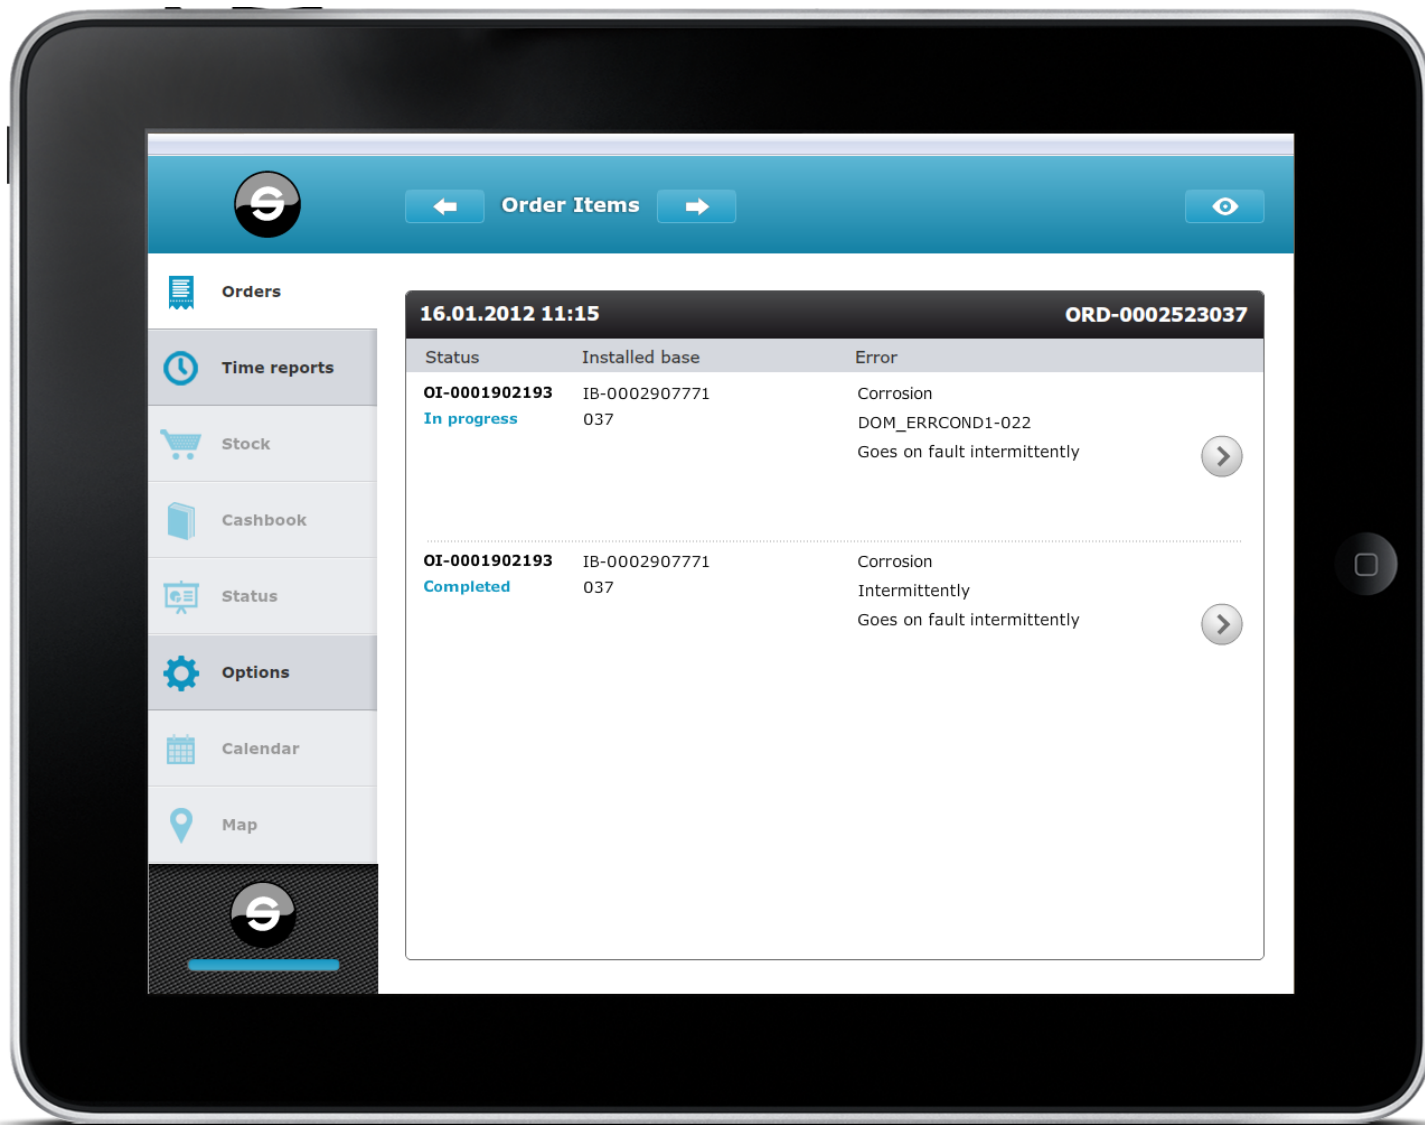 Order Items
Orders
Time reports
Stock
Cashbook
Status
Options
Calendar
Map
16.01.2012 11:15 ORD-0002523037
Status Installed base Error
OI-0001902193 IB-0002907771 Corrosion
In progress 037 DOM_ERRCOND1-022
Goes on fault intermittently
OI-0001902193 IB-0002907771 Corrosion
Completed 037 Intermittently
Goes on fault intermittently